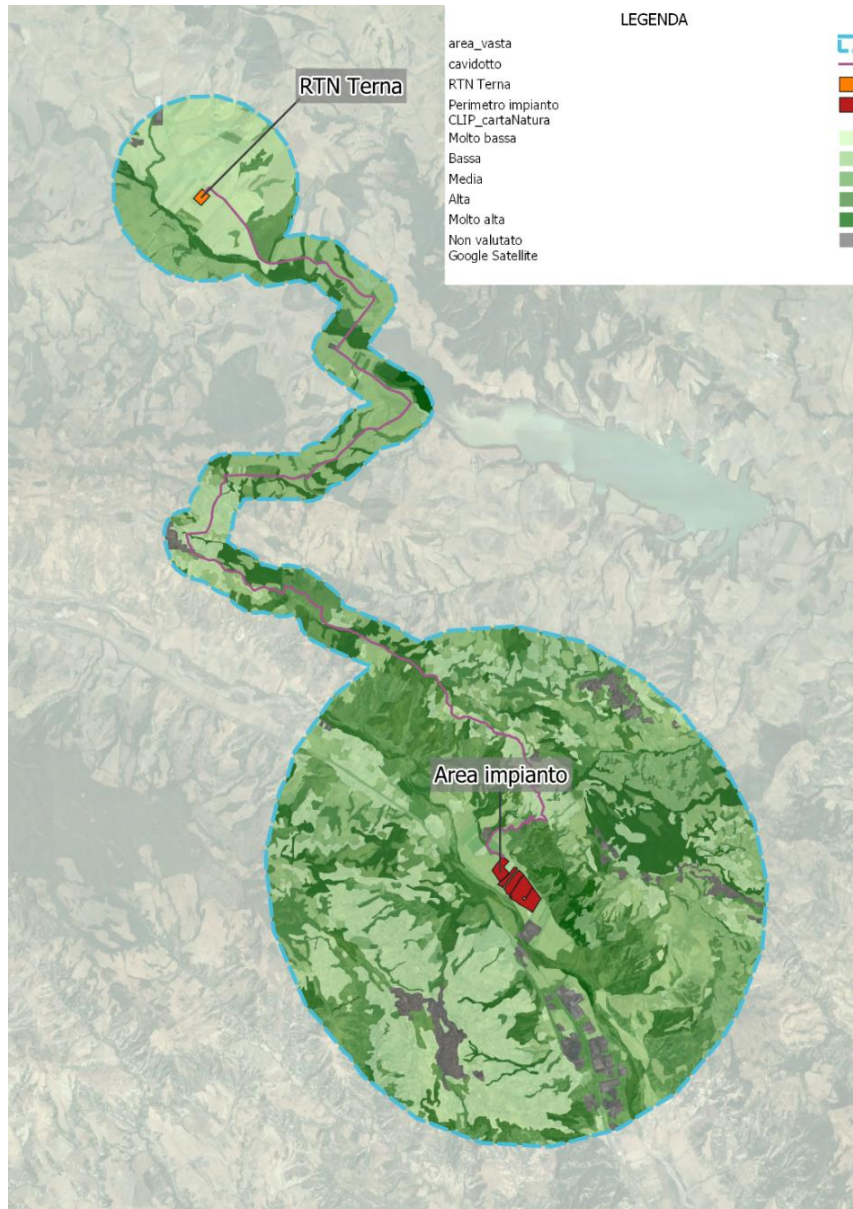 LEGENDA
area_vasta
cavidotto
RTN Terna
Perimetro impianto
CLIP_cartaNatura
Molto bassa
Bassa
Media
Alta
Molto alta
Non valutato
Google Satellite
RTN Terna
Area impianto